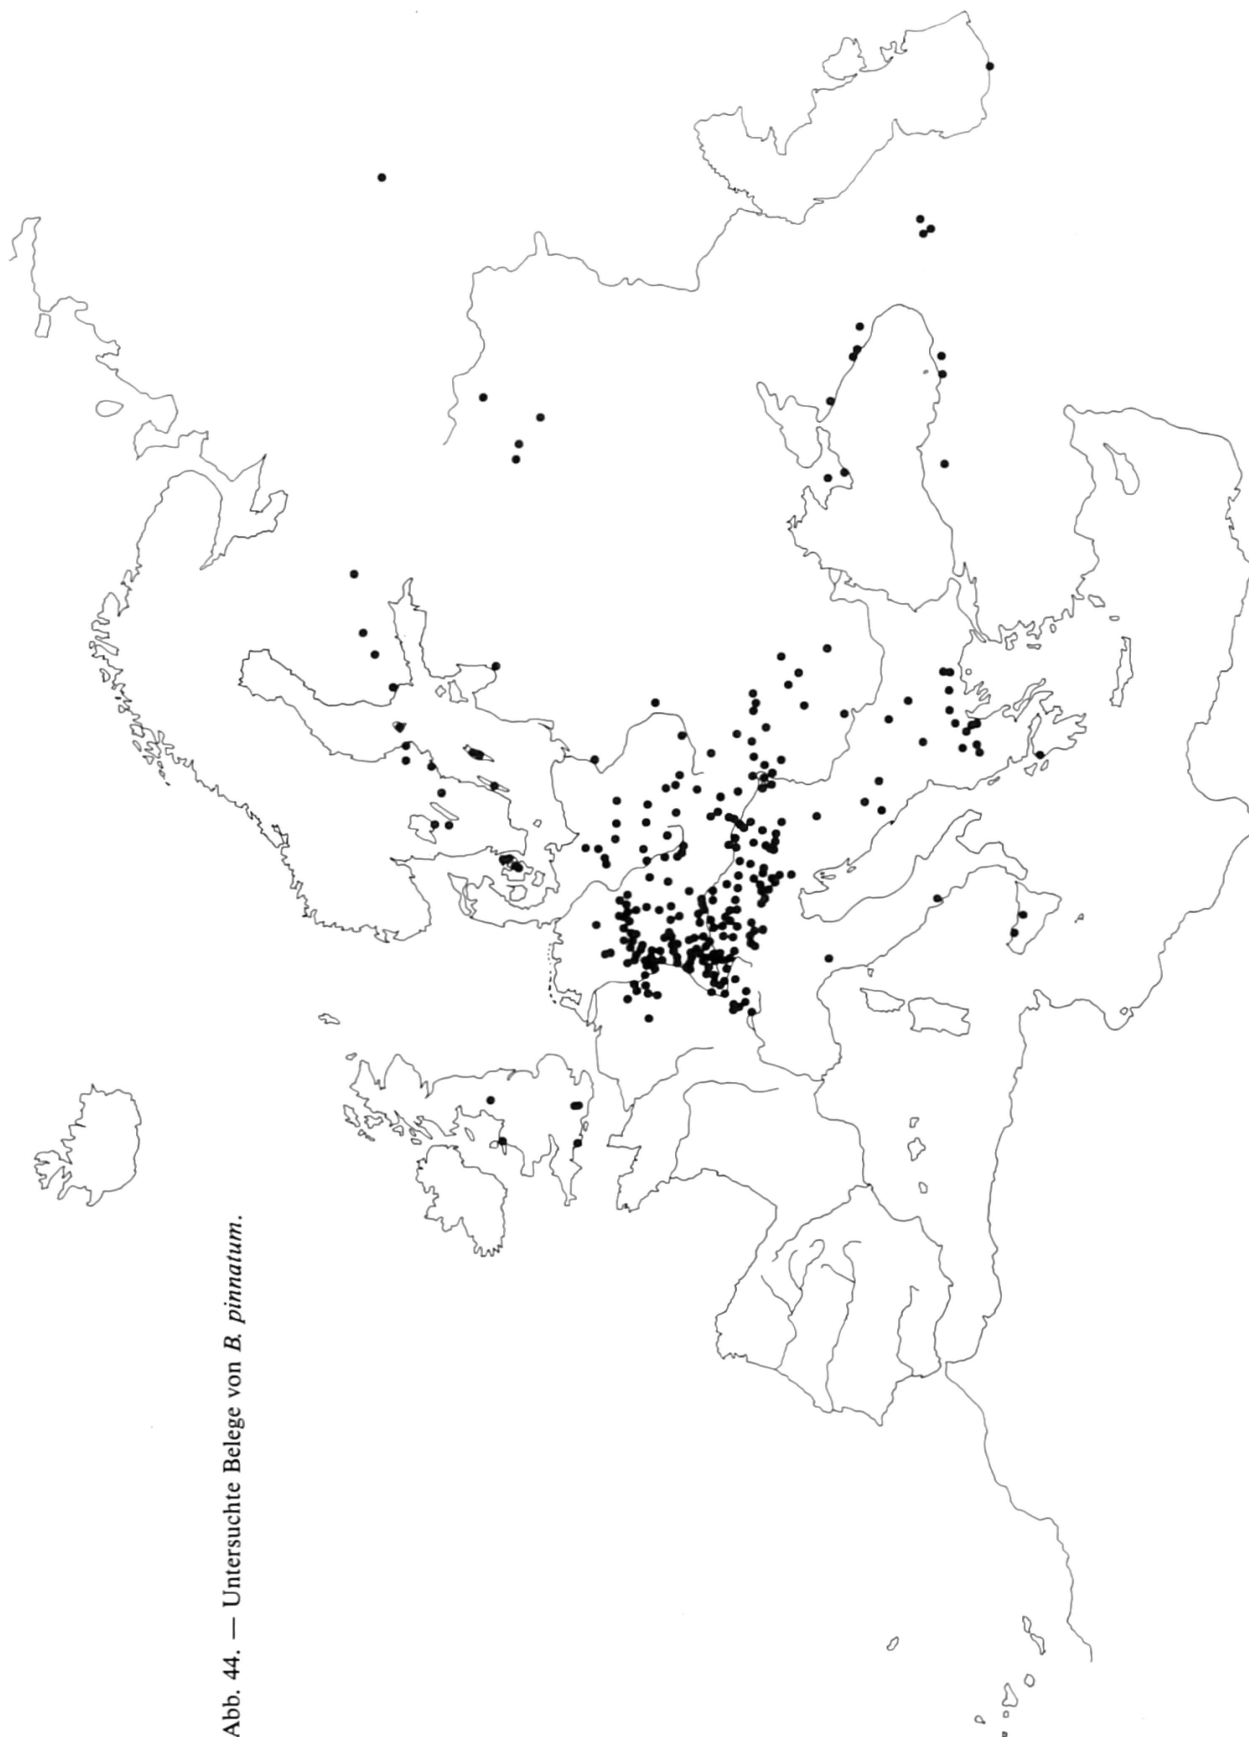 Abb. 44. — Untersuchte Belege von B. pinnatum.